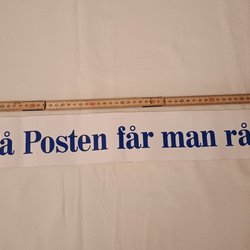 å Posten får man rå